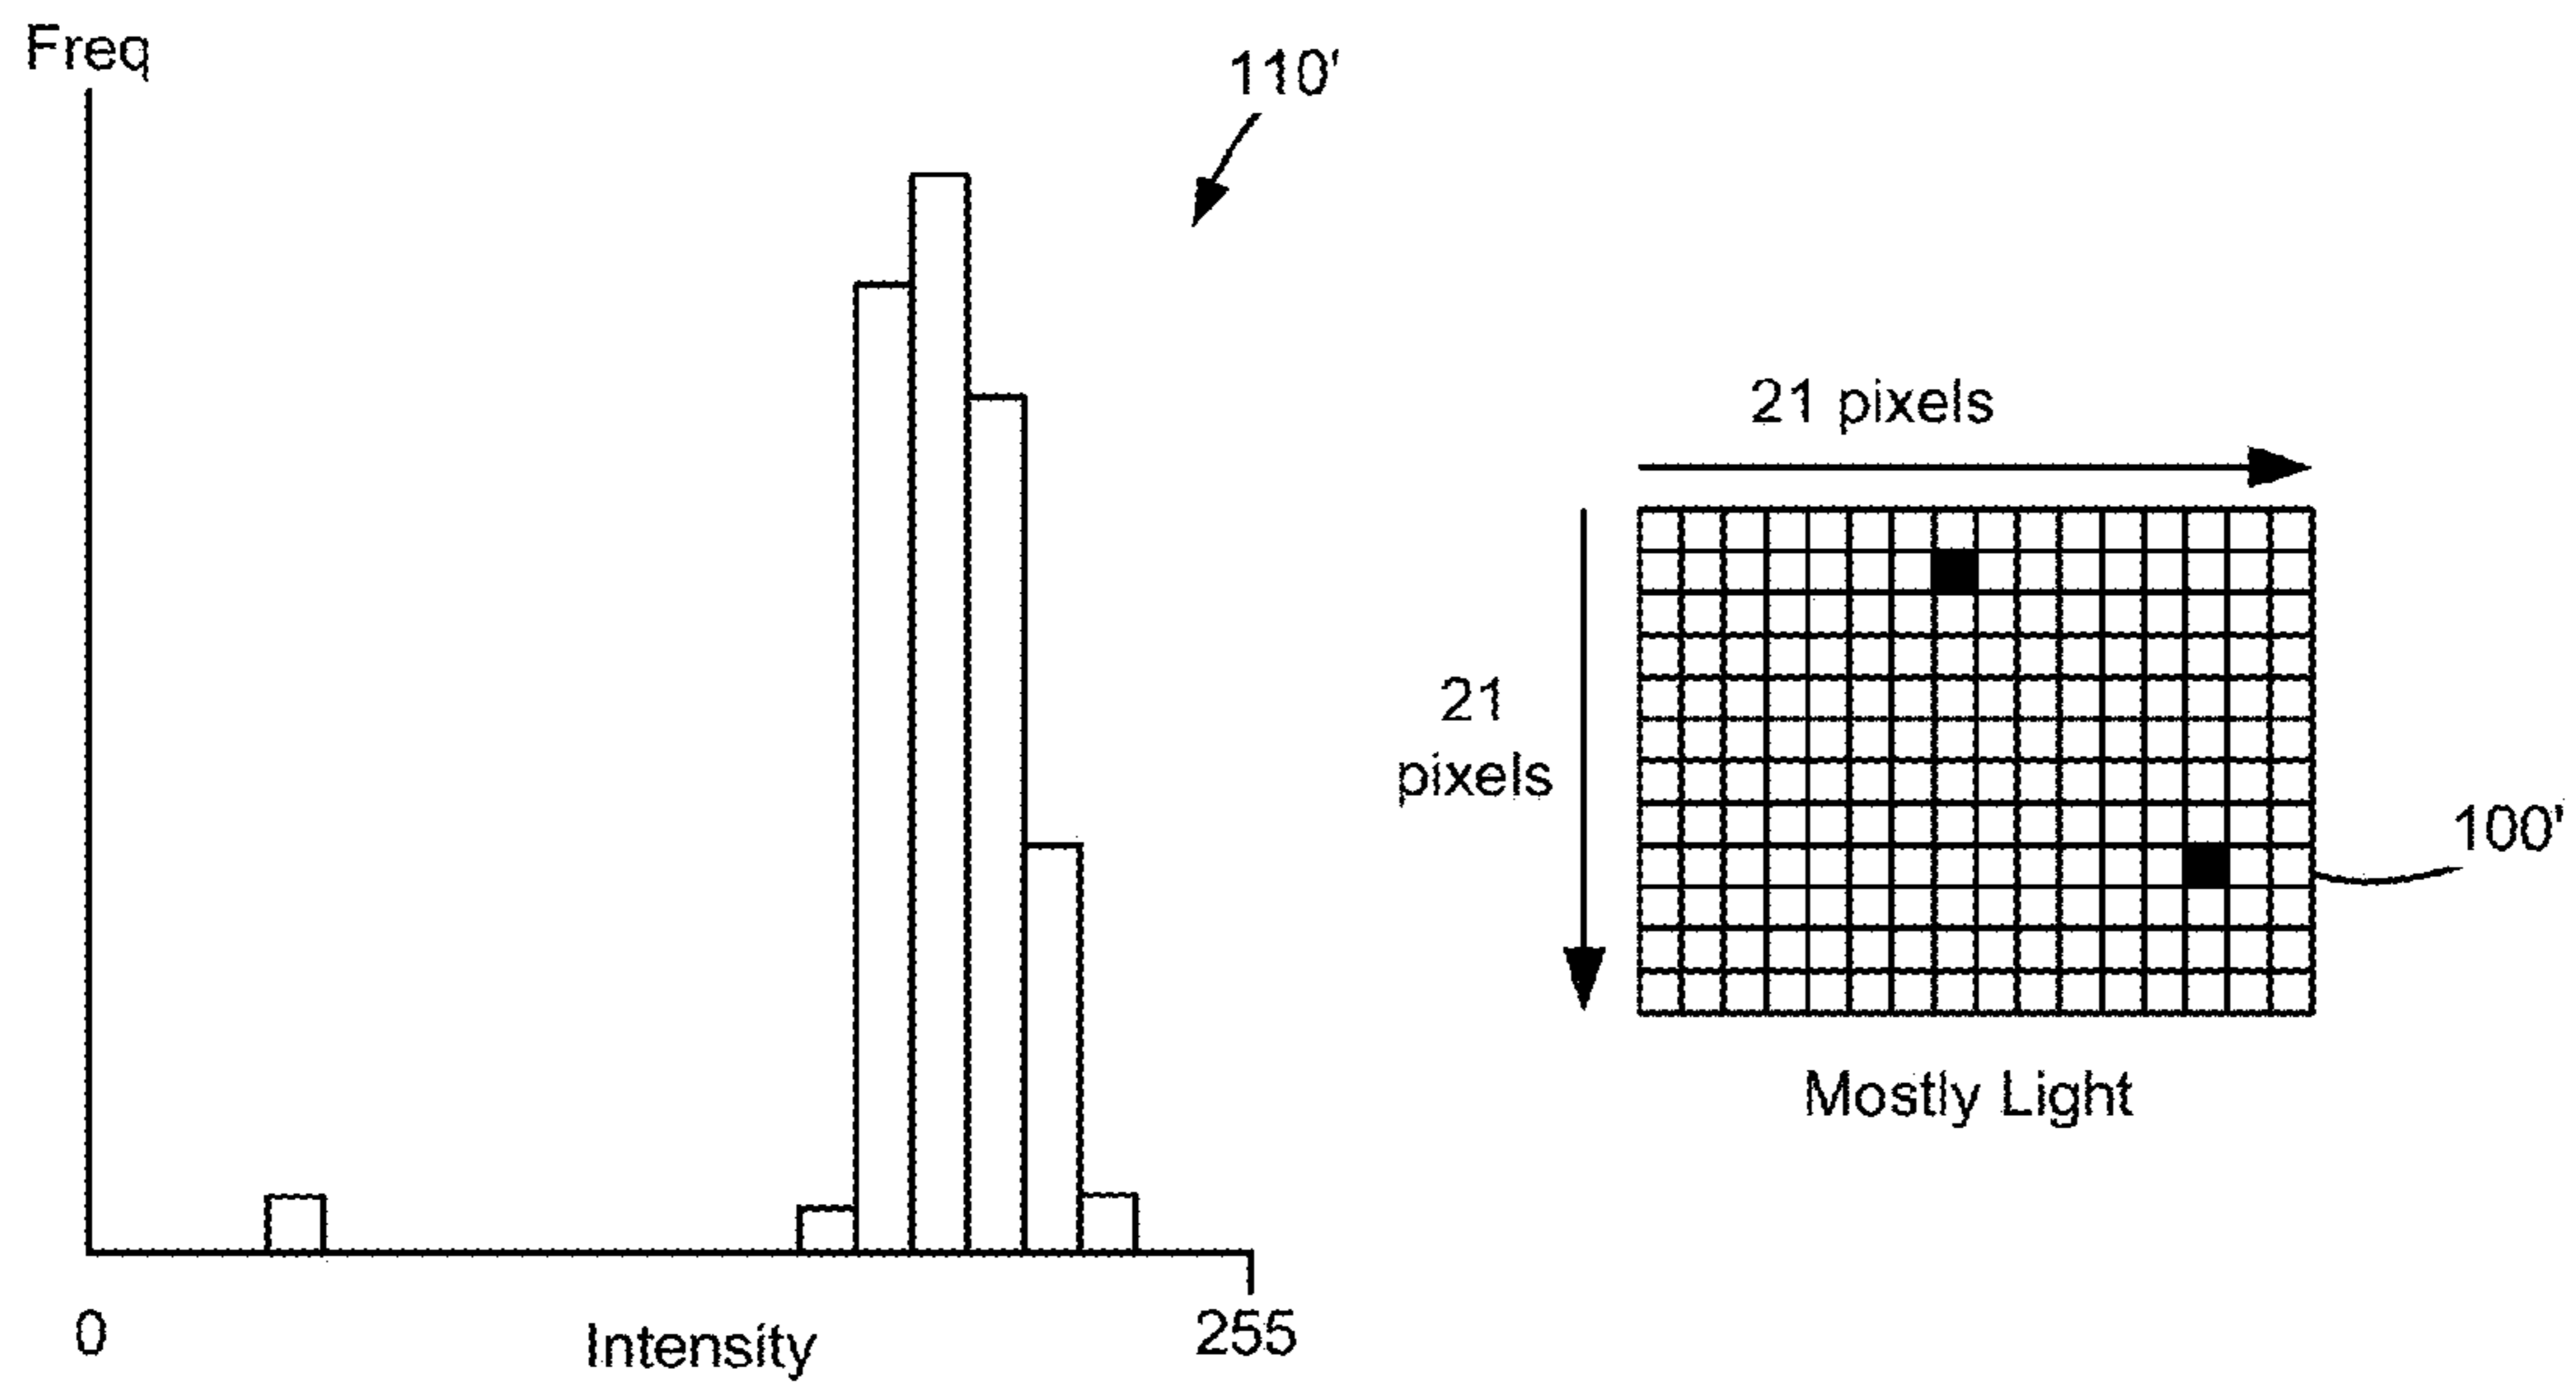 Freq
110'
21 pixels
21
pixels
100'
Mostly Light
0
Intensity
255